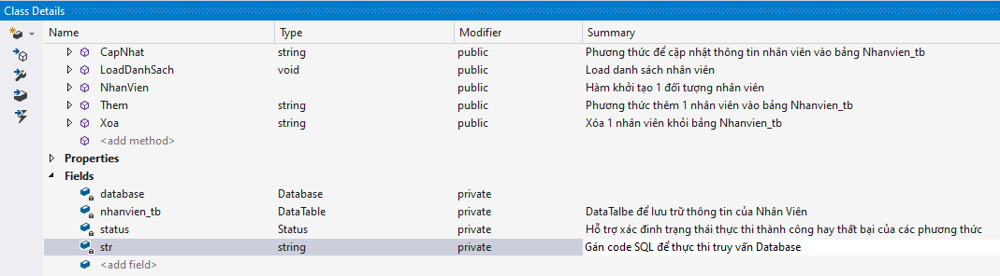 Class Details
Name Type Modifier Summary
CapNhat string public Phương thức để cập nhật thông tin nhân viên vào bảng Nhanvien_tb
LoadDanhSach void public Load danh sách nhân viên
NhanVien public Hàm khởi tạo 1 đối tượng nhân viên
Them string public Phương thức thêm 1 nhân viên vào bảng Nhanvien_tb
Xoa string public Xóa 1 nhân viên khỏi bảng Nhanvien_tb
<add method>
Properties
Fields
database Database private
nhanvien_tb DataTable private DataTalbe để lưu trữ thông tin của Nhân Viên
status Status private Hỗ trợ xác đinh trạng thái thực thi thành công hay thất bại của các phương thức
str string private Gán code SQL để thực thi truy vấn Database
<add field>